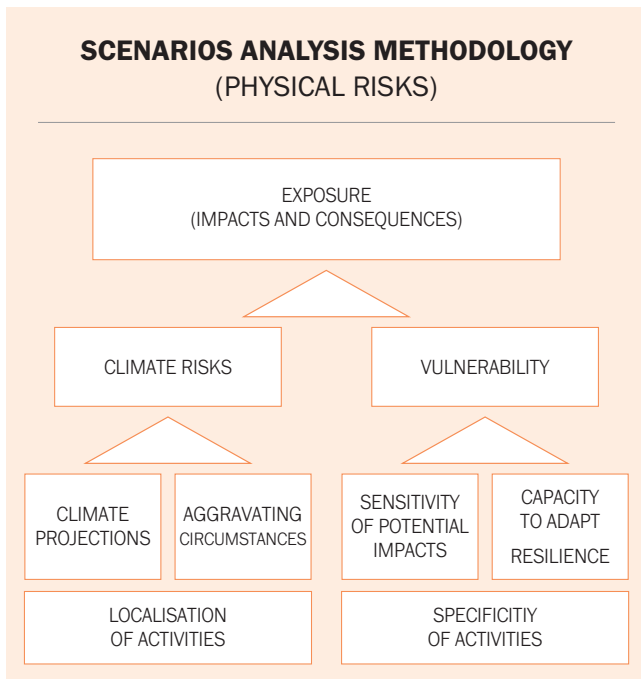 SCENARIOS ANALYSIS METHODOLOGY
(PHYSICAL RISKS)
EXPOSURE
(IMPACTS AND CONSEQUENCES)
CLIMATE RISKS
VULNERABILITY
CLIMATE
PROJECTIONS
AGGRAVATING
CIRCUMSTANCES
SENSITIVITY
OF POTENTIAL
IMPACTS
CAPACITY
TO ADAPT
RESILIENCE
LOCALISATION
OF ACTIVITIES
SPECIFICITIY
OF ACTIVITIES